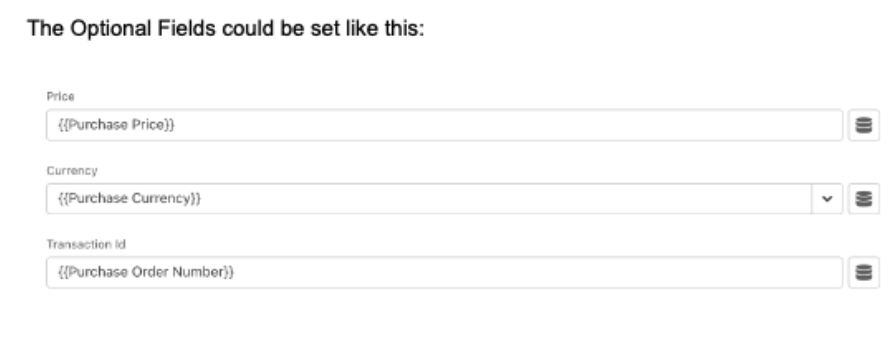 The Optional Fields could be set like this:
Price
{{Purchase Price}}
Currency
{{Purchase Currency}}
Transaction Id
{{Purchase Order Number}}